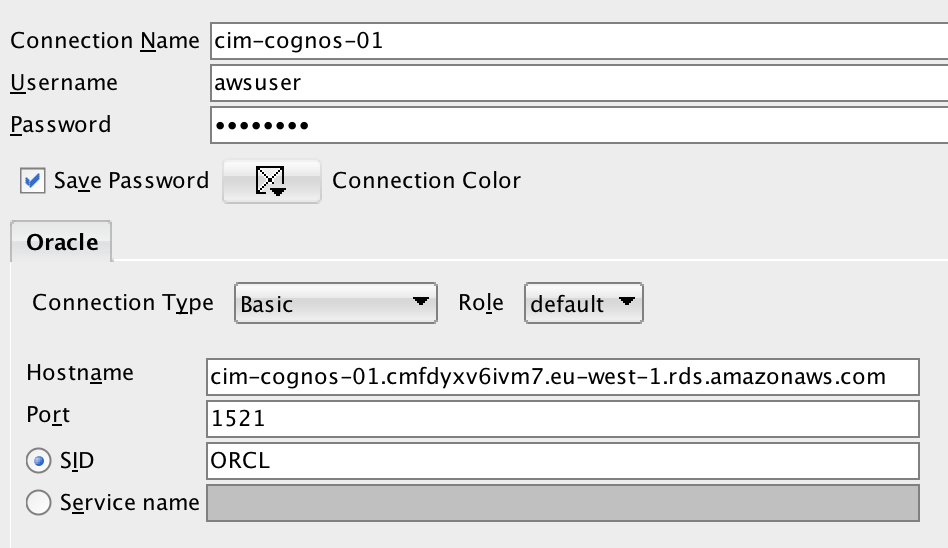 Connection Name cim-cognos-01
Username awsuser
Password ••••••••
Save Password Connection Color
Oracle
Connection Type Basic Role default
Hostname cim-cognos-01.cmfdyxv6ivm7.eu-west-1.rds.amazonaws.com
Port 1521
SID ORCL
Service name